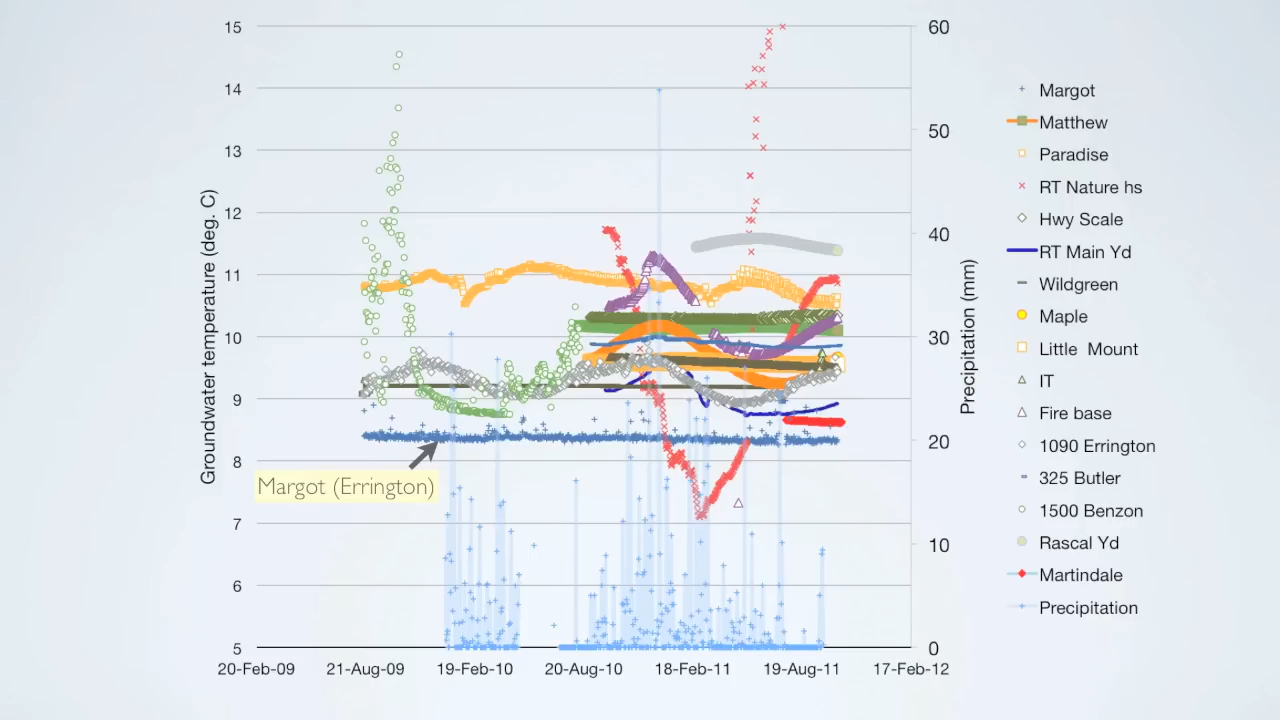 15
14
13
12
11
10
9
8
7
6
5
Groundwater temperature (deg. C)
60
50
40
30
20
10
0
Precipitation (mm)
20-Feb-09
21-Aug-09
19-Feb-10
20-Aug-10
18-Feb-11
19-Aug-11
17-Feb-12
Margot (Errington)
Margot
Matthew
Paradise
RT Nature hs
Hwy Scale
RT Main Yd
Wildgreen
Maple
Little Mount
IT
Fire base
1090 Errington
325 Butler
1500 Benzon
Rascal Yd
Martindale
Precipitation